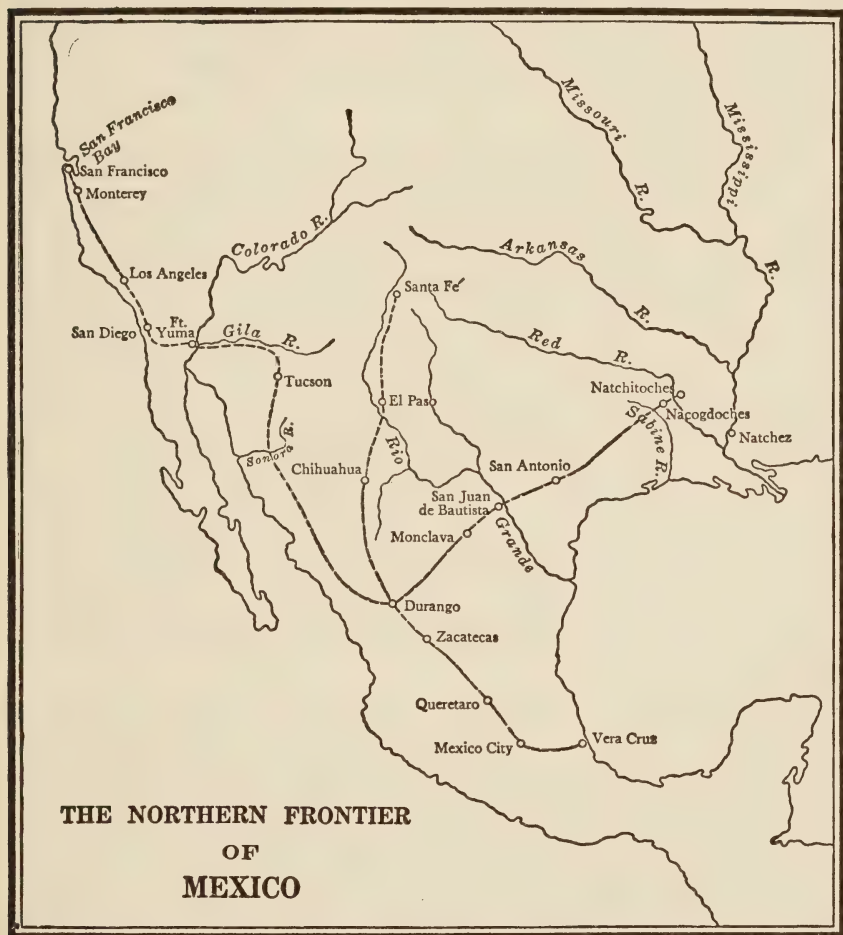 San Francisco
Bay
San Francisco
Monterey
Los Angeles
San Diego
Ft.
Yuma
Gila R.
Colorado R.
Tucson
Sonora R.
Missouri R.
Mississippi R.
Arkansas R.
Santa Fé
Red R.
El Paso
Rio Grande
Chihuahua
Natchitoches
Nacogdoches
Sabine R.
Natchez
San Antonio
San Juan
de Bautista
Monclava
Durango
Zacatecas
Queretaro
Mexico City
Vera Cruz
THE NORTHERN FRONTIER
OF
MEXICO